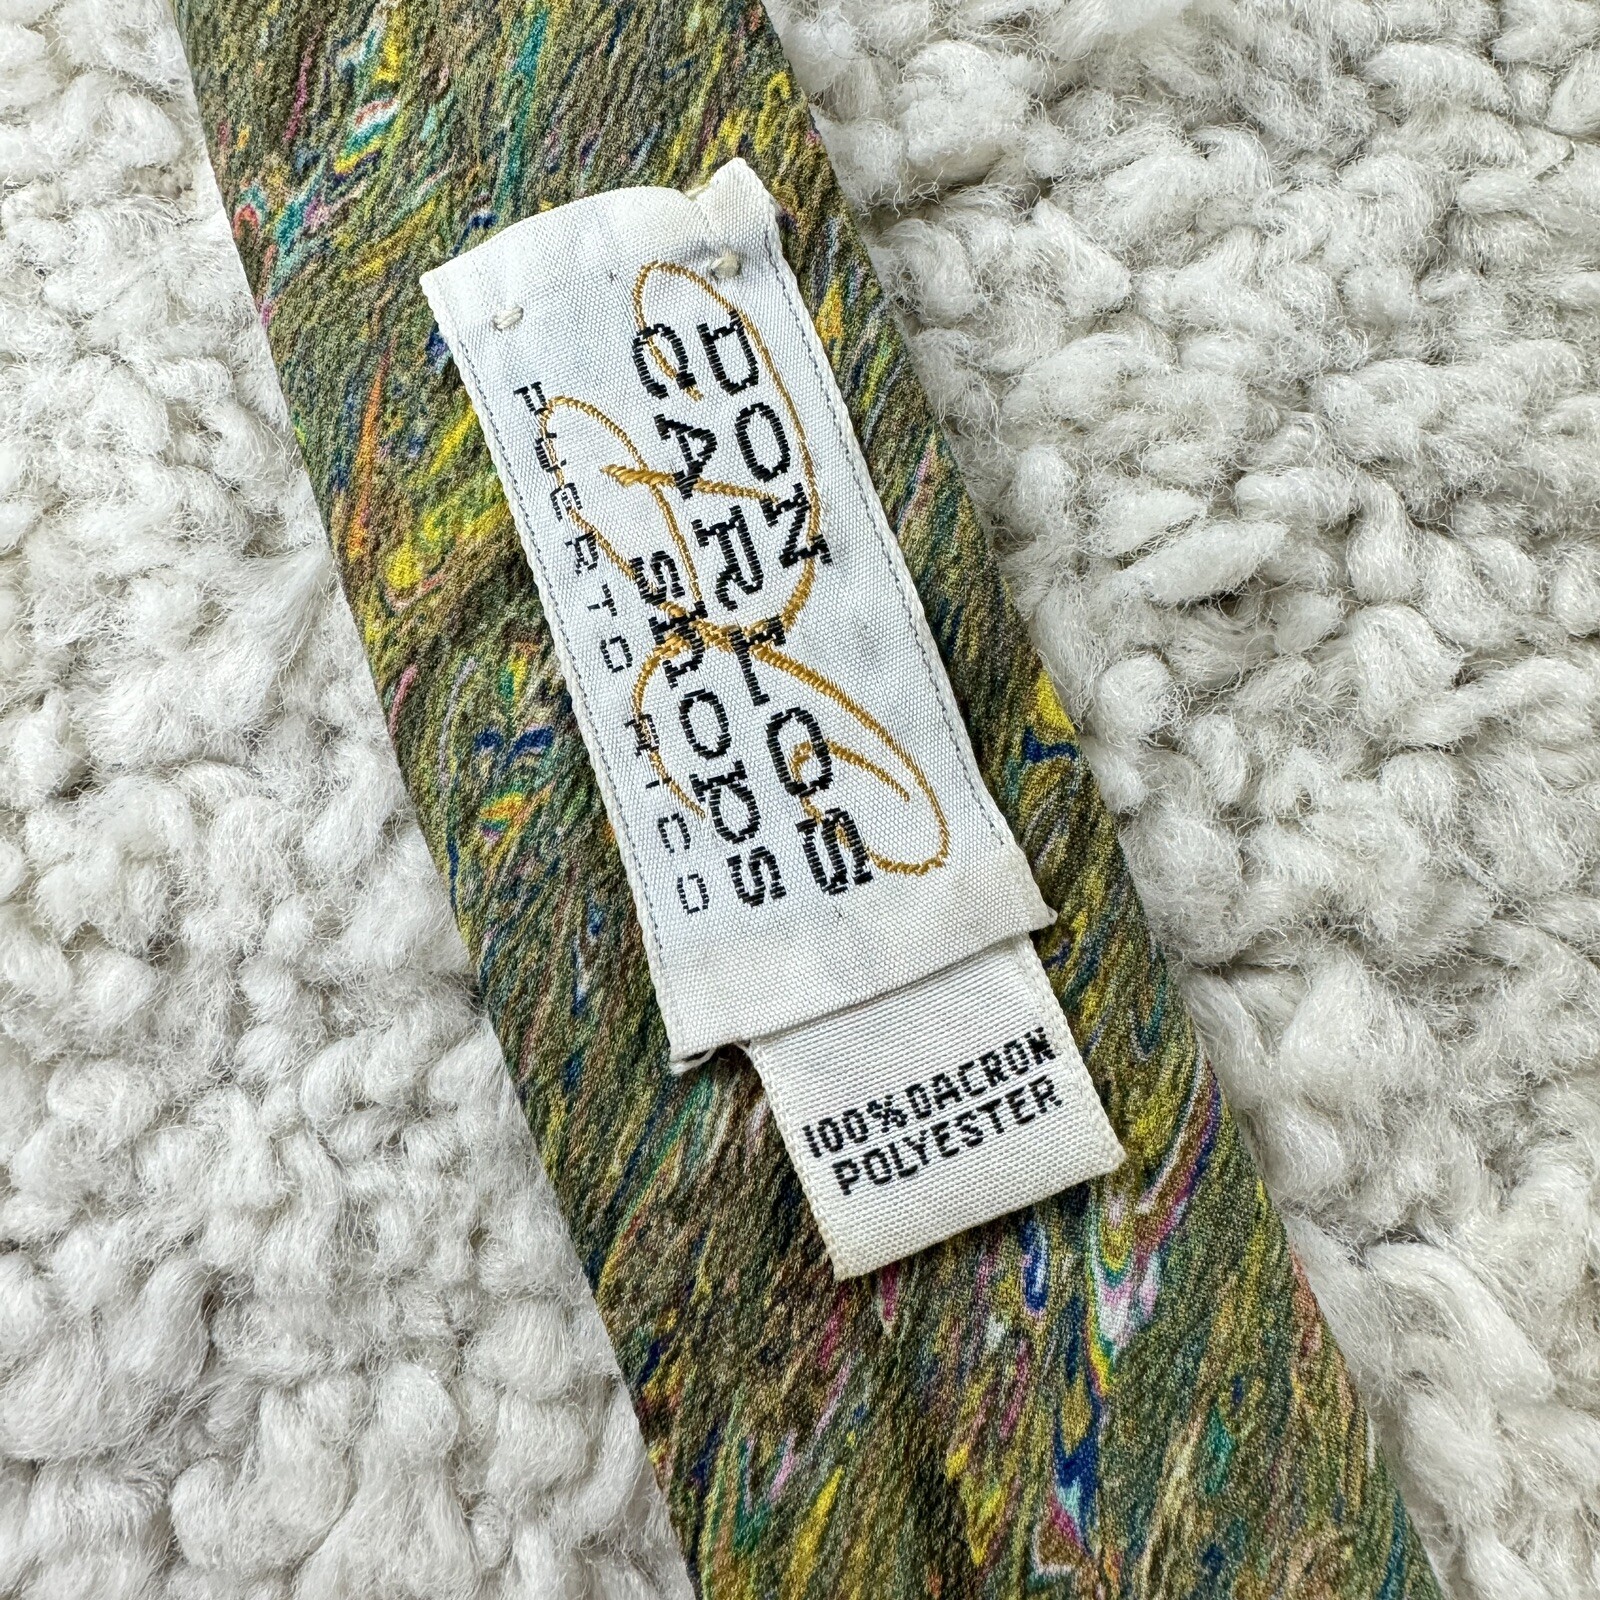 DON
CARLOS
SHOPS
PUERTO RICO
100% DACRON
POLYESTER